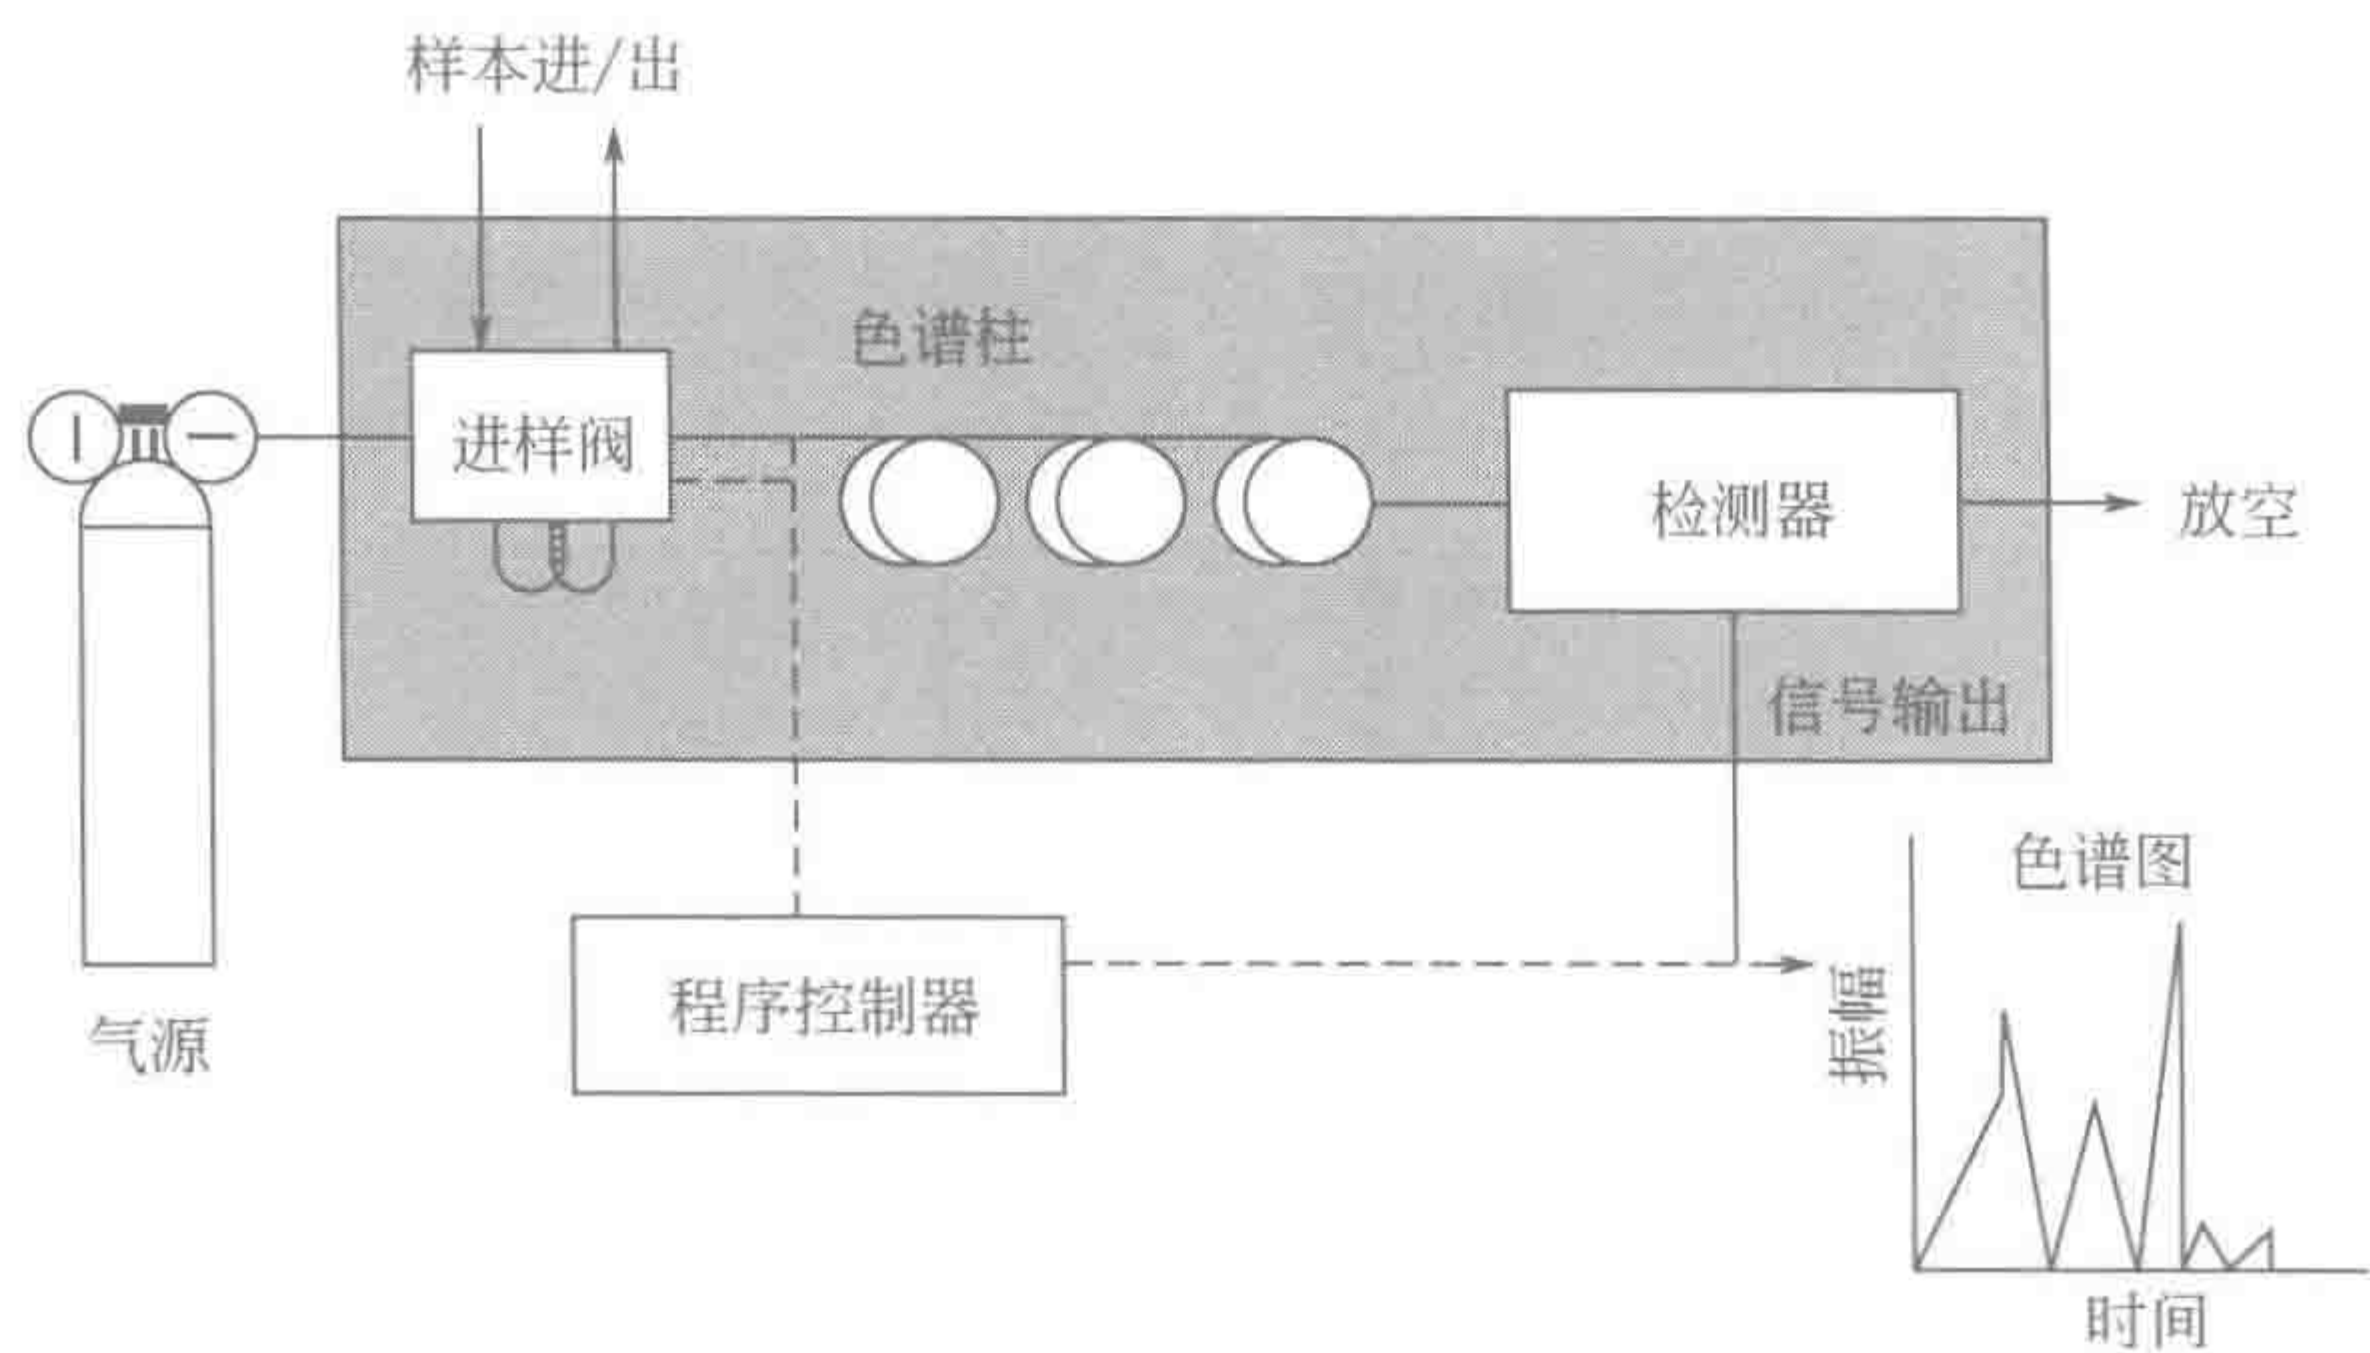 样本进/出
色谱柱
进样阀
检测器
放空
信号输出
色谱图
程序控制器
振幅
气源
时间